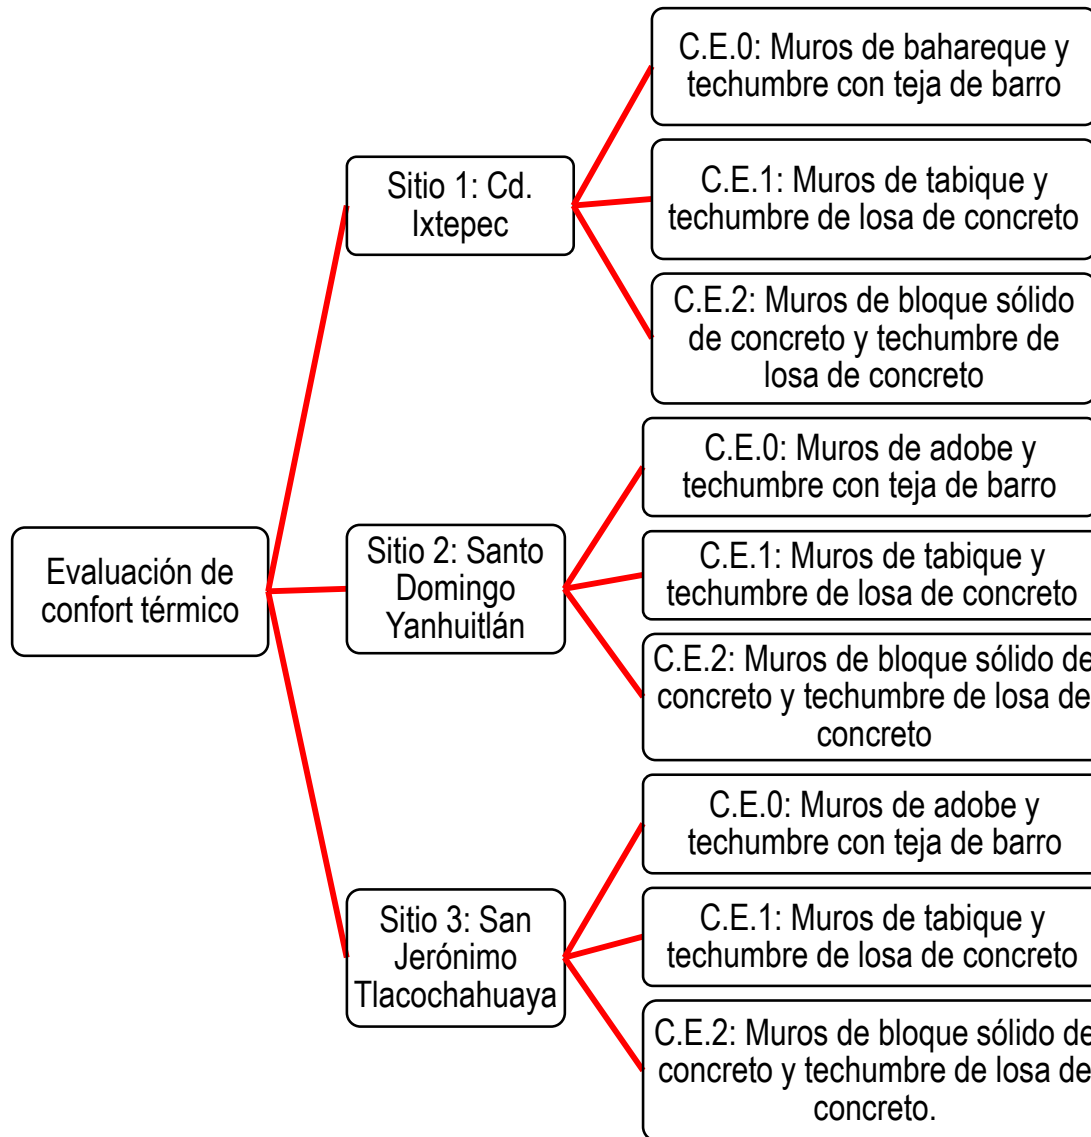 Evaluación de
confort térmico
Sitio 1: Cd.
Ixtepec
C.E.0: Muros de bahareque y
techumbre con teja de barro
C.E.1: Muros de tabique y
techumbre de losa de concreto
C.E.2: Muros de bloque sólido
de concreto y techumbre de
losa de concreto
Sitio 2: Santo
Domingo
Yanhuitlán
C.E.0: Muros de adobe y
techumbre con teja de barro
C.E.1: Muros de tabique y
techumbre de losa de concreto
C.E.2: Muros de bloque sólido de
concreto y techumbre de losa de
concreto
Sitio 3: San
Jerónimo
Tlacochahuaya
C.E.0: Muros de adobe y
techumbre con teja de barro
C.E.1: Muros de tabique y
techumbre de losa de concreto
C.E.2: Muros de bloque sólido de
concreto y techumbre de losa de
concreto.